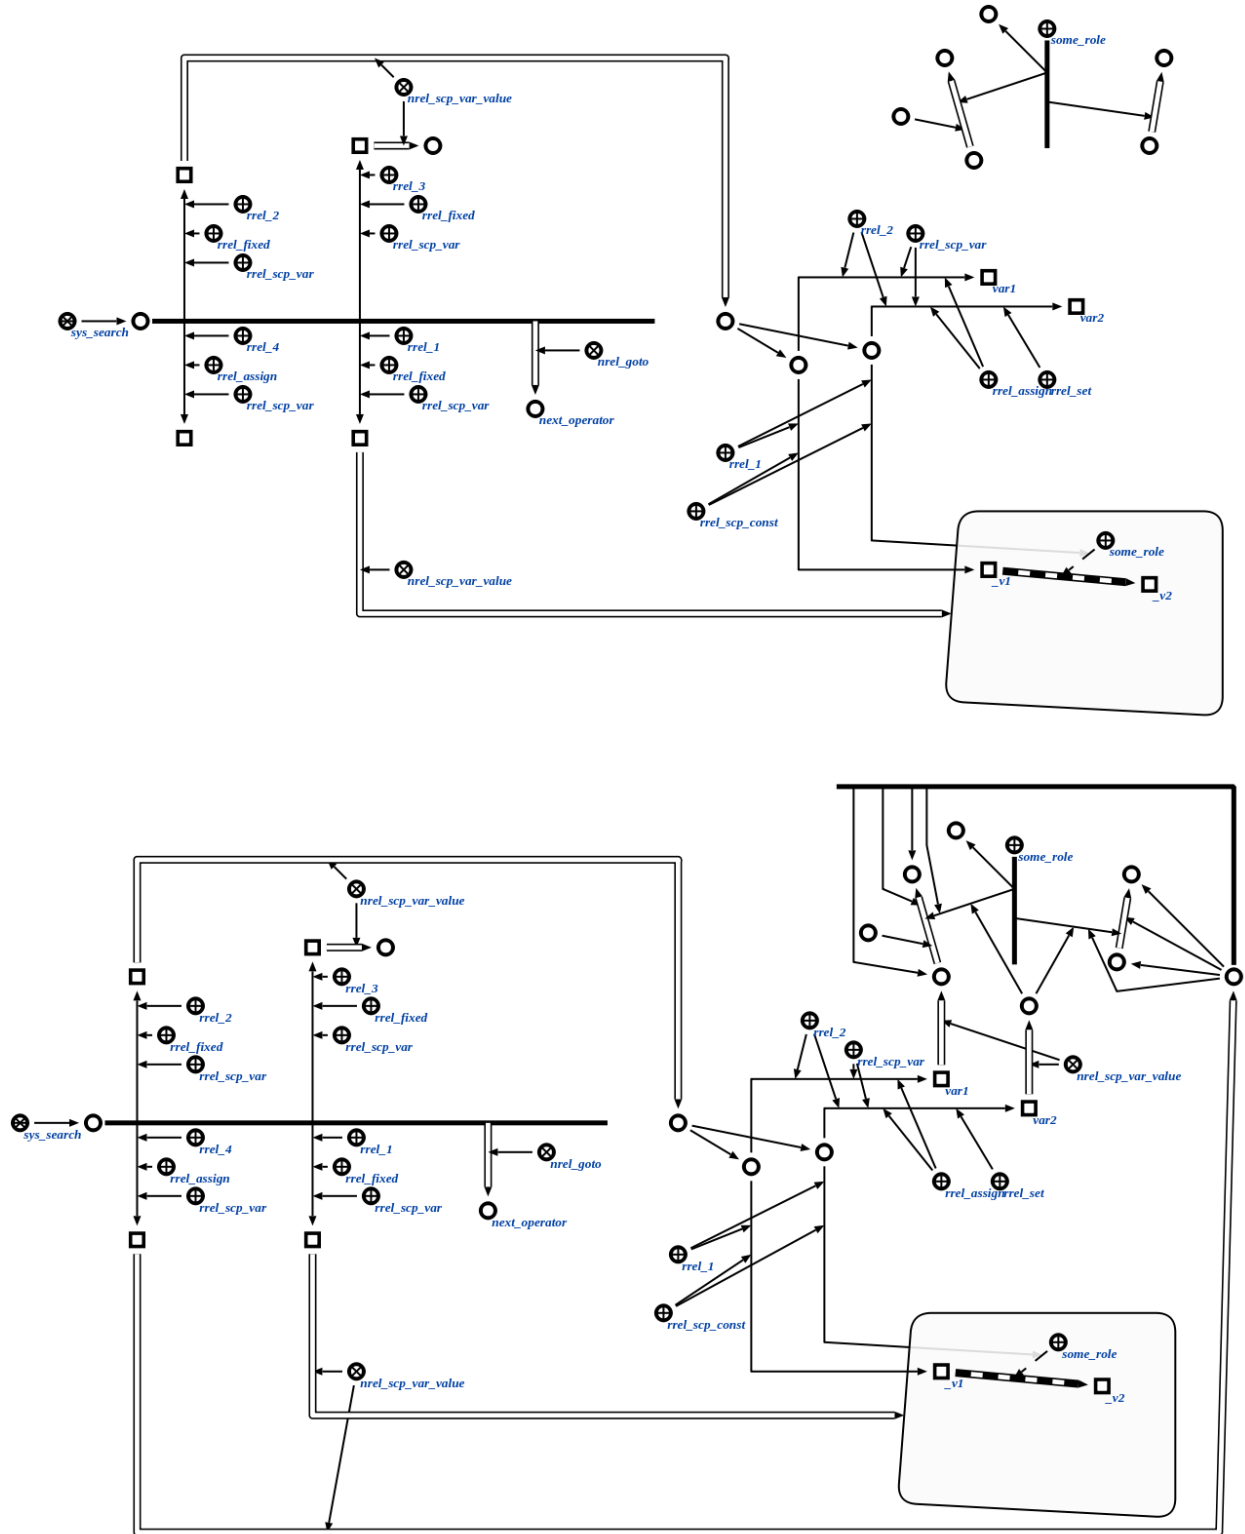 some_role
nrel_scp_var_value
rrel_3
rrel_2
rrel_fixed
rrel_fixed
rrel_scp_var
rrel_scp_var
rrel_2
rrel_scp_var
var1
var2
sys_search
rrel_4
rrel_1
nrel_goto
rrel_assign
rrel_fixed
rrel_assign
rrel_set
rrel_scp_var
rrel_scp_var
next_operator
rrel_1
rrel_scp_const
some_role
nrel_scp_var_value
_v1
_v2
some_role
nrel_scp_var_value
rrel_3
rrel_2
rrel_fixed
rrel_fixed
rrel_scp_var
rrel_scp_var
rrel_2
rrel_scp_var
nrel_scp_var_value
var1
var2
sys_search
rrel_4
rrel_1
nrel_goto
rrel_assign
rrel_fixed
rrel_assign
rrel_set
rrel_scp_var
rrel_scp_var
next_operator
rrel_1
rrel_scp_const
some_role
nrel_scp_var_value
_v1
_v2